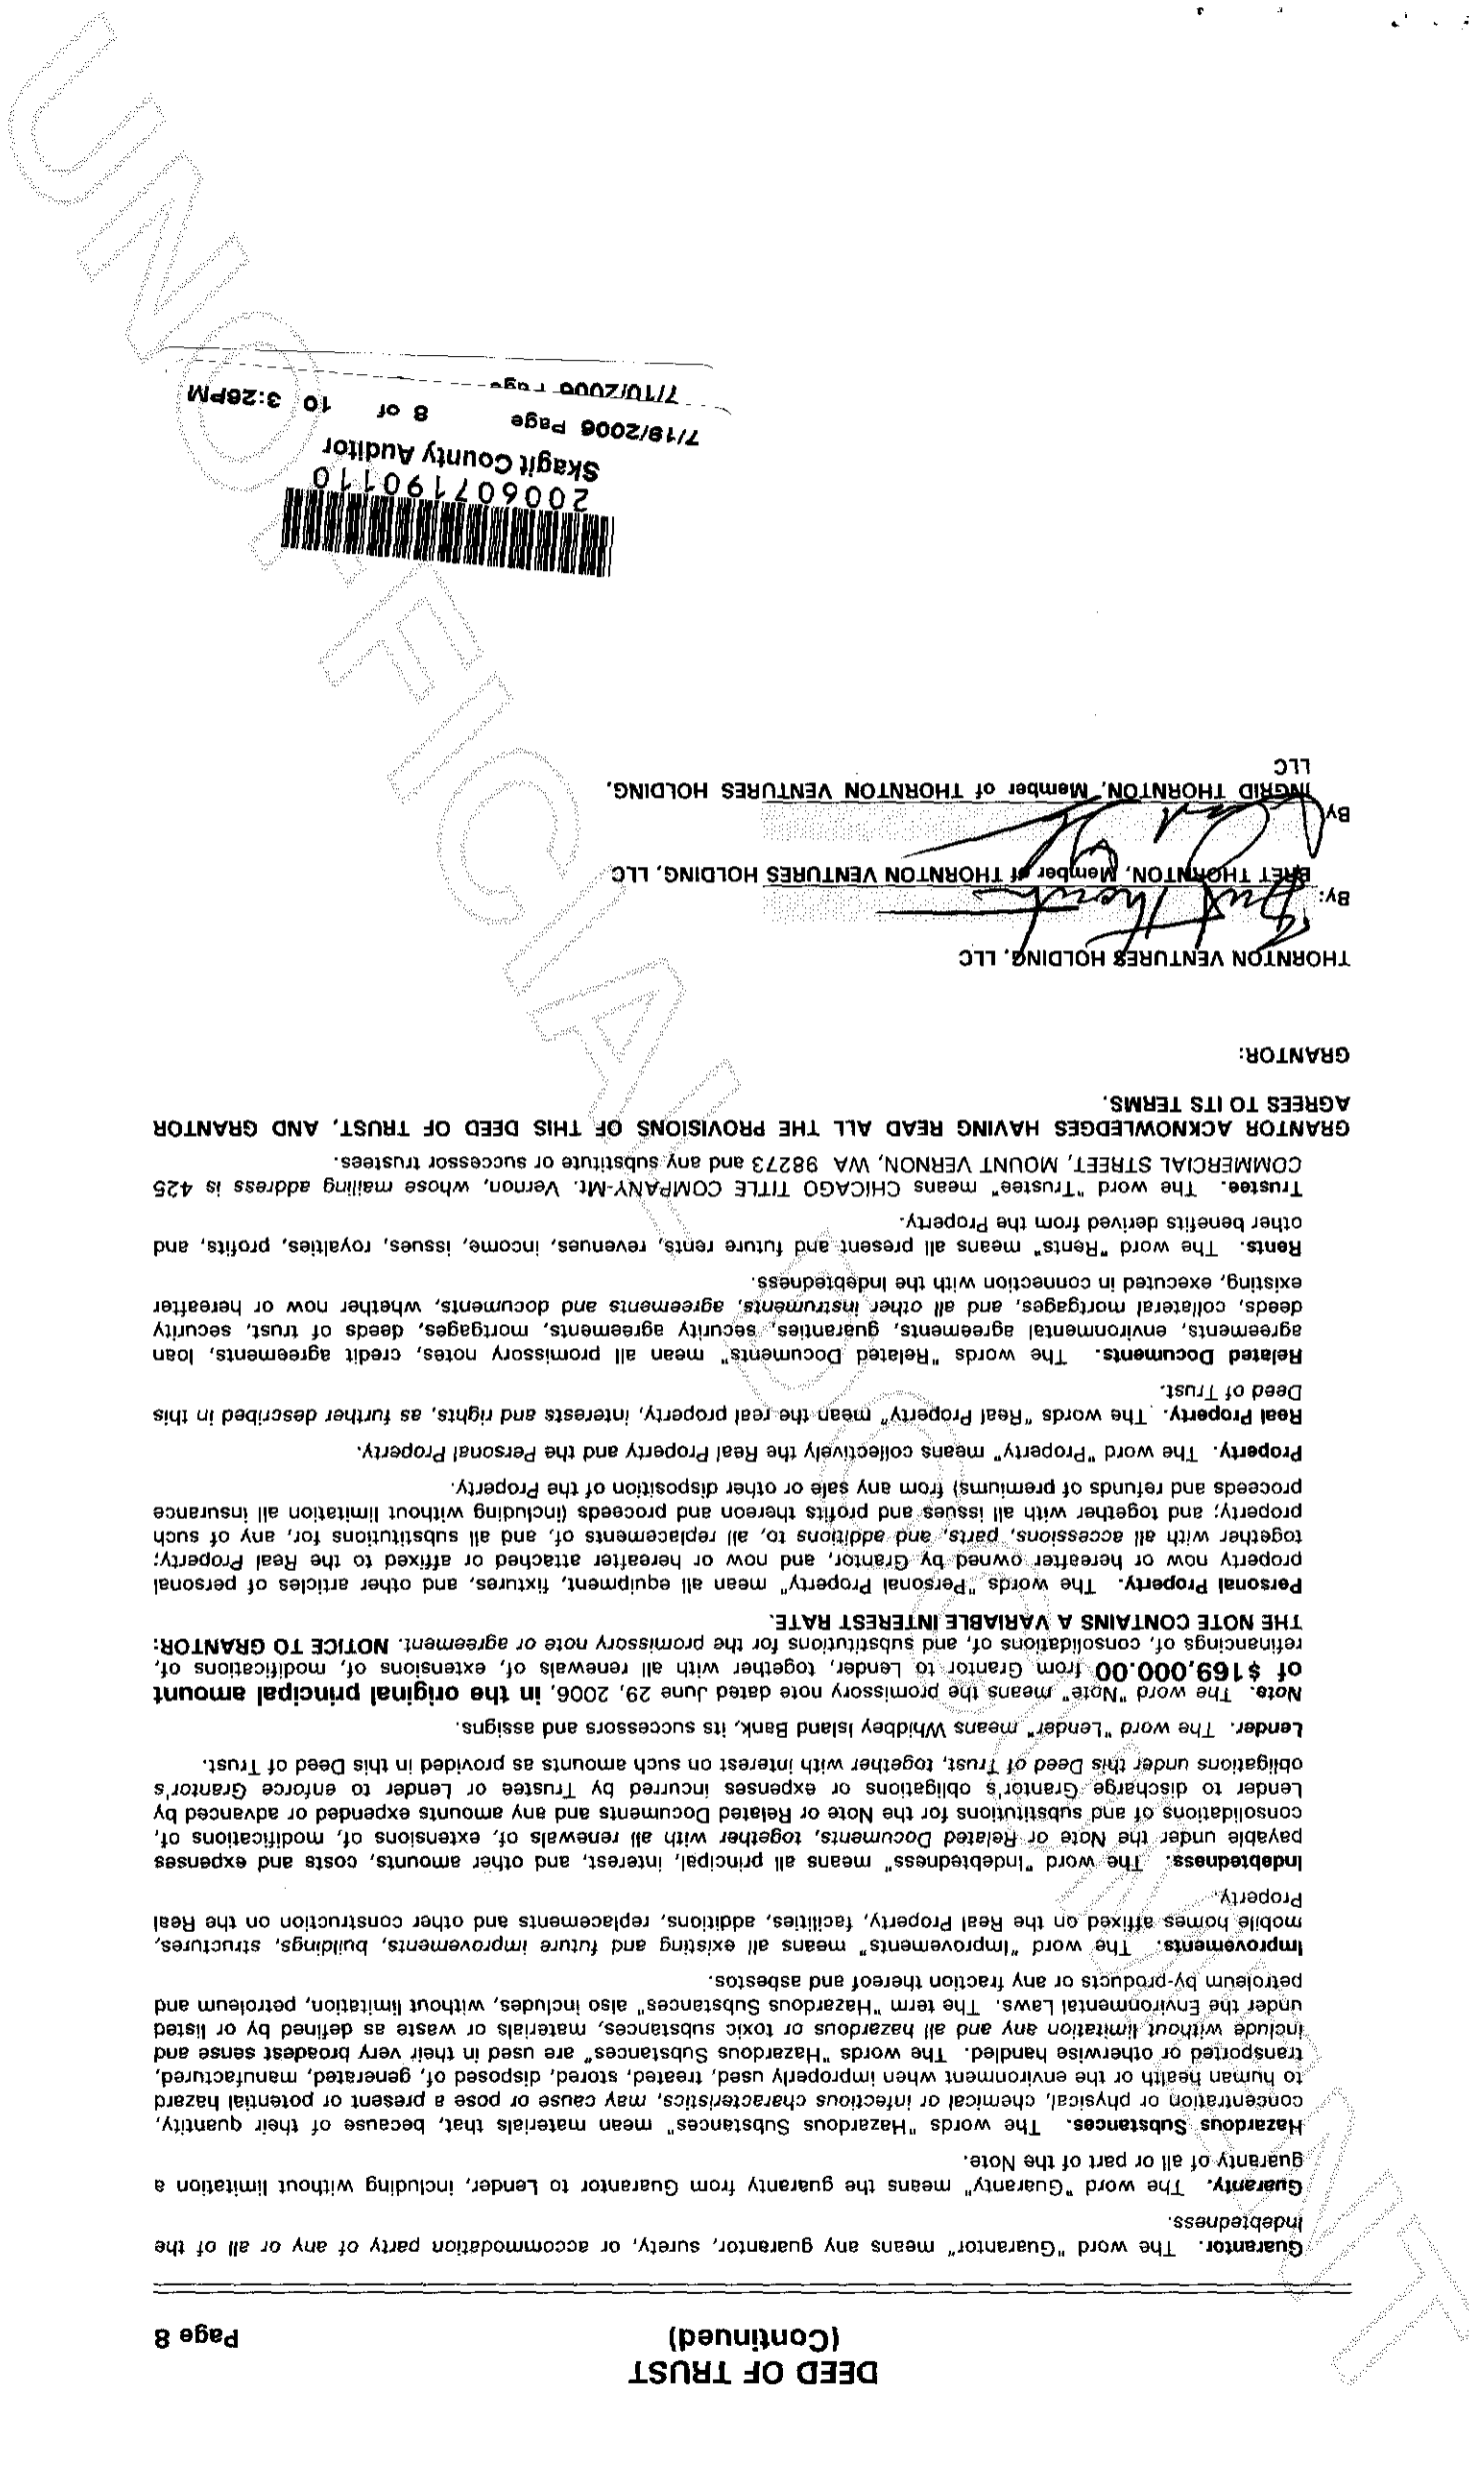 DEED OF TRUST
(Continued)
Page 8
Guarantor. The word "Guarantor" means any guarantor, surety, or accommodation party of any or all of the
Indebtedness.
Guaranty. The word "Guaranty" means the guaranty from Guarantor to Lender, including without limitation a
guaranty of all or part of the Note.
Hazardous Substances. The words "Hazardous Substances" mean materials that, because of their quantity,
concentration or physical, chemical or infectious characteristics, may cause or pose a present or potential hazard
to human health or the environment when improperly used, treated, stored, disposed of, generated, manufactured,
transported or otherwise handled. The words "Hazardous Substances" are used in their very broadest sense and
include without limitation any and all hazardous or toxic substances, materials or waste as defined by or listed
under the Environmental Laws. The term "Hazardous Substances" also includes, without limitation, petroleum and
petroleum by-products or any fraction thereof and asbestos.
Improvements. The word "Improvements" means all existing and future improvements, buildings, structures,
mobile homes affixed on the Real Property, facilities, additions, replacements and other construction on the Real
Property.
Indebtedness. The word "Indebtedness" means all principal, interest, and other amounts, costs and expenses
payable under the Note or Related Documents, together with all renewals of, extensions of, modifications of,
consolidations of and substitutions for the Note or Related Documents and any amounts expended or advanced by
Lender to discharge Grantor's obligations or expenses incurred by Trustee or Lender to enforce Grantor's
obligations under this Deed of Trust, together with interest on such amounts as provided in this Deed of Trust.
Lender. The word "Lender" means Whidbey Island Bank, its successors and assigns.
Note. The word "Note" means the promissory note dated June 29, 2006, in the original principal amount
of $169,000.00 from Grantor to Lender, together with all renewals of, extensions of, modifications of,
refinancings of, consolidations of, and substitutions for the promissory note or agreement. NOTICE TO GRANTOR:
THE NOTE CONTAINS A VARIABLE INTEREST RATE.
Personal Property. The words "Personal Property" mean all equipment, fixtures, and other articles of personal
property now or hereafter owned by Grantor, and now or hereafter attached or affixed to the Real Property;
together with all accessions, parts, and additions to, all replacements of, and all substitutions for, any of such
property; and together with all issues and profits thereon and proceeds (including without limitation all insurance
proceeds and refunds of premiums) from any sale or other disposition of the Property.
Property. The word "Property" means collectively the Real Property and the Personal Property.
Real Property. The words "Real Property" mean the real property, interests and rights, as further described in this
Deed of Trust.
Related Documents. The words "Related Documents" mean all promissory notes, credit agreements, loan
agreements, environmental agreements, guaranties, security agreements, mortgages, deeds of trust, security
deeds, collateral mortgages, and all other instruments, agreements and documents, whether now or hereafter
existing, executed in connection with the Indebtedness.
Rents. The word "Rents" means all present and future rents, revenues, income, issues, royalties, profits, and
other benefits derived from the Property.
Trustee. The word "Trustee" means CHICAGO TITLE COMPANY-Mt. Vernon, whose mailing address is 425
COMMERCIAL STREET, MOUNT VERNON, WA 98273 and any substitute or successor trustees.
GRANTOR ACKNOWLEDGES HAVING READ ALL THE PROVISIONS OF THIS DEED OF TRUST, AND GRANTOR
AGREES TO ITS TERMS.
GRANTOR:
THORNTON VENTURES HOLDING, LLC
By:
BRET THORNTON, Member of THORNTON VENTURES HOLDING, LLC
By
INGRID THORNTON, Member of THORNTON VENTURES HOLDING,
LLC
200607190110
Skagit County Auditor
7/19/2006 Page 8 of 10 3:26PM
7/10/2006 Page
UNOFFICIAL DOCUMENT